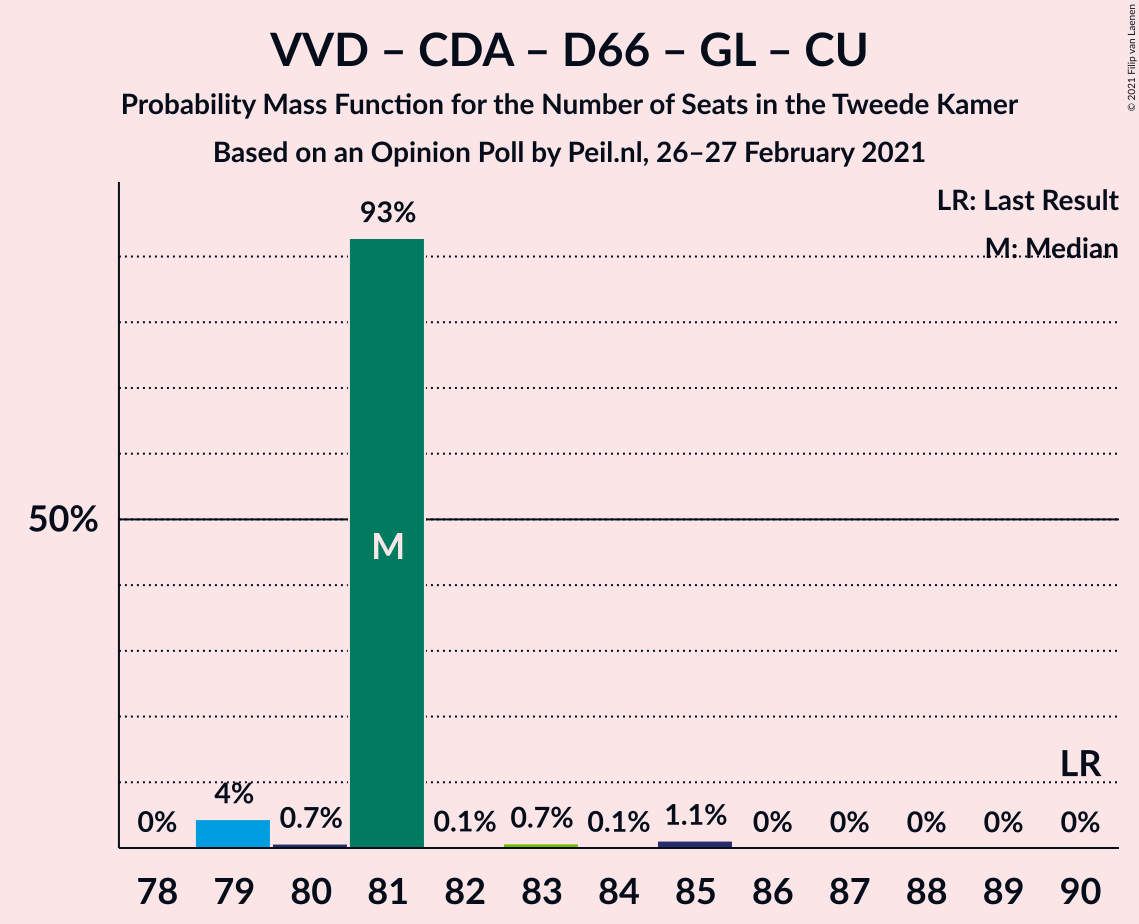 VVD – CDA – D66 – GL – CU
Probability Mass Function for the Number of Seats in the Tweede Kamer
Based on an Opinion Poll by Peil.nl, 26–27 February 2021
© 2021 Filip van Laenen
LR: Last Result
M: Median
93%
50%
M
LR
0% 4% 0.7% 0.1% 0.7% 0.1% 1.1% 0% 0% 0% 0% 0%
78 79 80 81 82 83 84 85 86 87 88 89 90